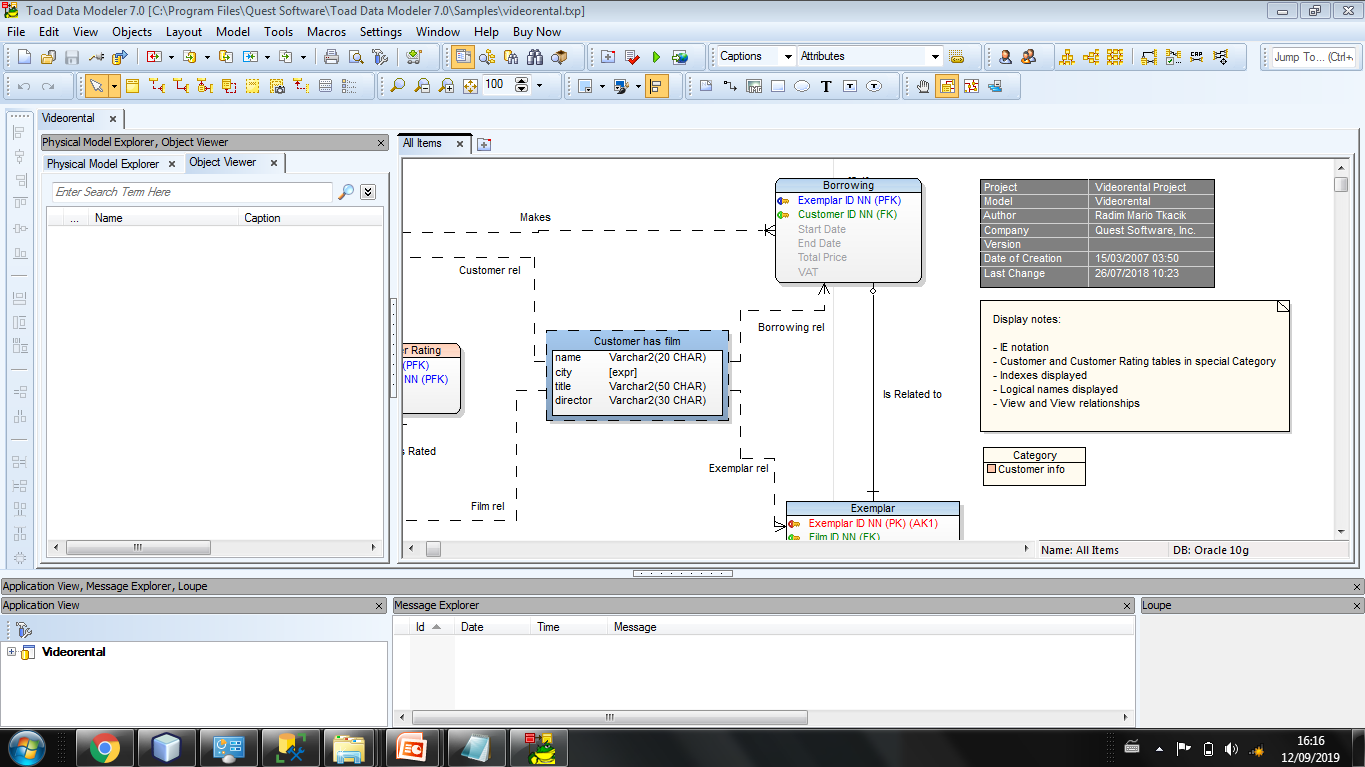 Toad Data Modeler 7.0 [C:\Program Files\Quest Software\Toad Data Modeler 7.0\Samples\videorental.txp]
File Edit View Objects Layout Model Tools Macros Settings Window Help Buy Now
Captions Attributes Jump To... (Ctrl+
100
Videorental
Physical Model Explorer, Object Viewer
Physical Model Explorer Object Viewer
Enter Search Term Here
... Name Caption
All Items
Makes
Customer rel
Borrowing
Exemplar ID NN (PFK)
Customer ID NN (FK)
Start Date
End Date
Total Price
VAT
Borrowing rel
Customer has film
name Varchar2(20 CHAR)
city [expr]
title Varchar2(50 CHAR)
director Varchar2(30 CHAR)
r Rating
(PFK)
NN (PFK)
s Rated
Film rel
Exemplar rel
Is Related to
Exemplar
Exemplar ID NN (PK) (AK1)
Film ID NN (FK)
Project Videorental Project
Model Videorental
Author Radim Mario Tkacik
Company Quest Software, Inc.
Version
Date of Creation 15/03/2007 03:50
Last Change 26/07/2018 10:23
Display notes:
- IE notation
- Customer and Customer Rating tables in special Category
- Indexes displayed
- Logical names displayed
- View and View relationships
Category
Customer info
Name: All Items DB: Oracle 10g
Application View, Message Explorer, Loupe
Application View
Videorental
Message Explorer
Id Date Time Message
Loupe
16:16
12/09/2019